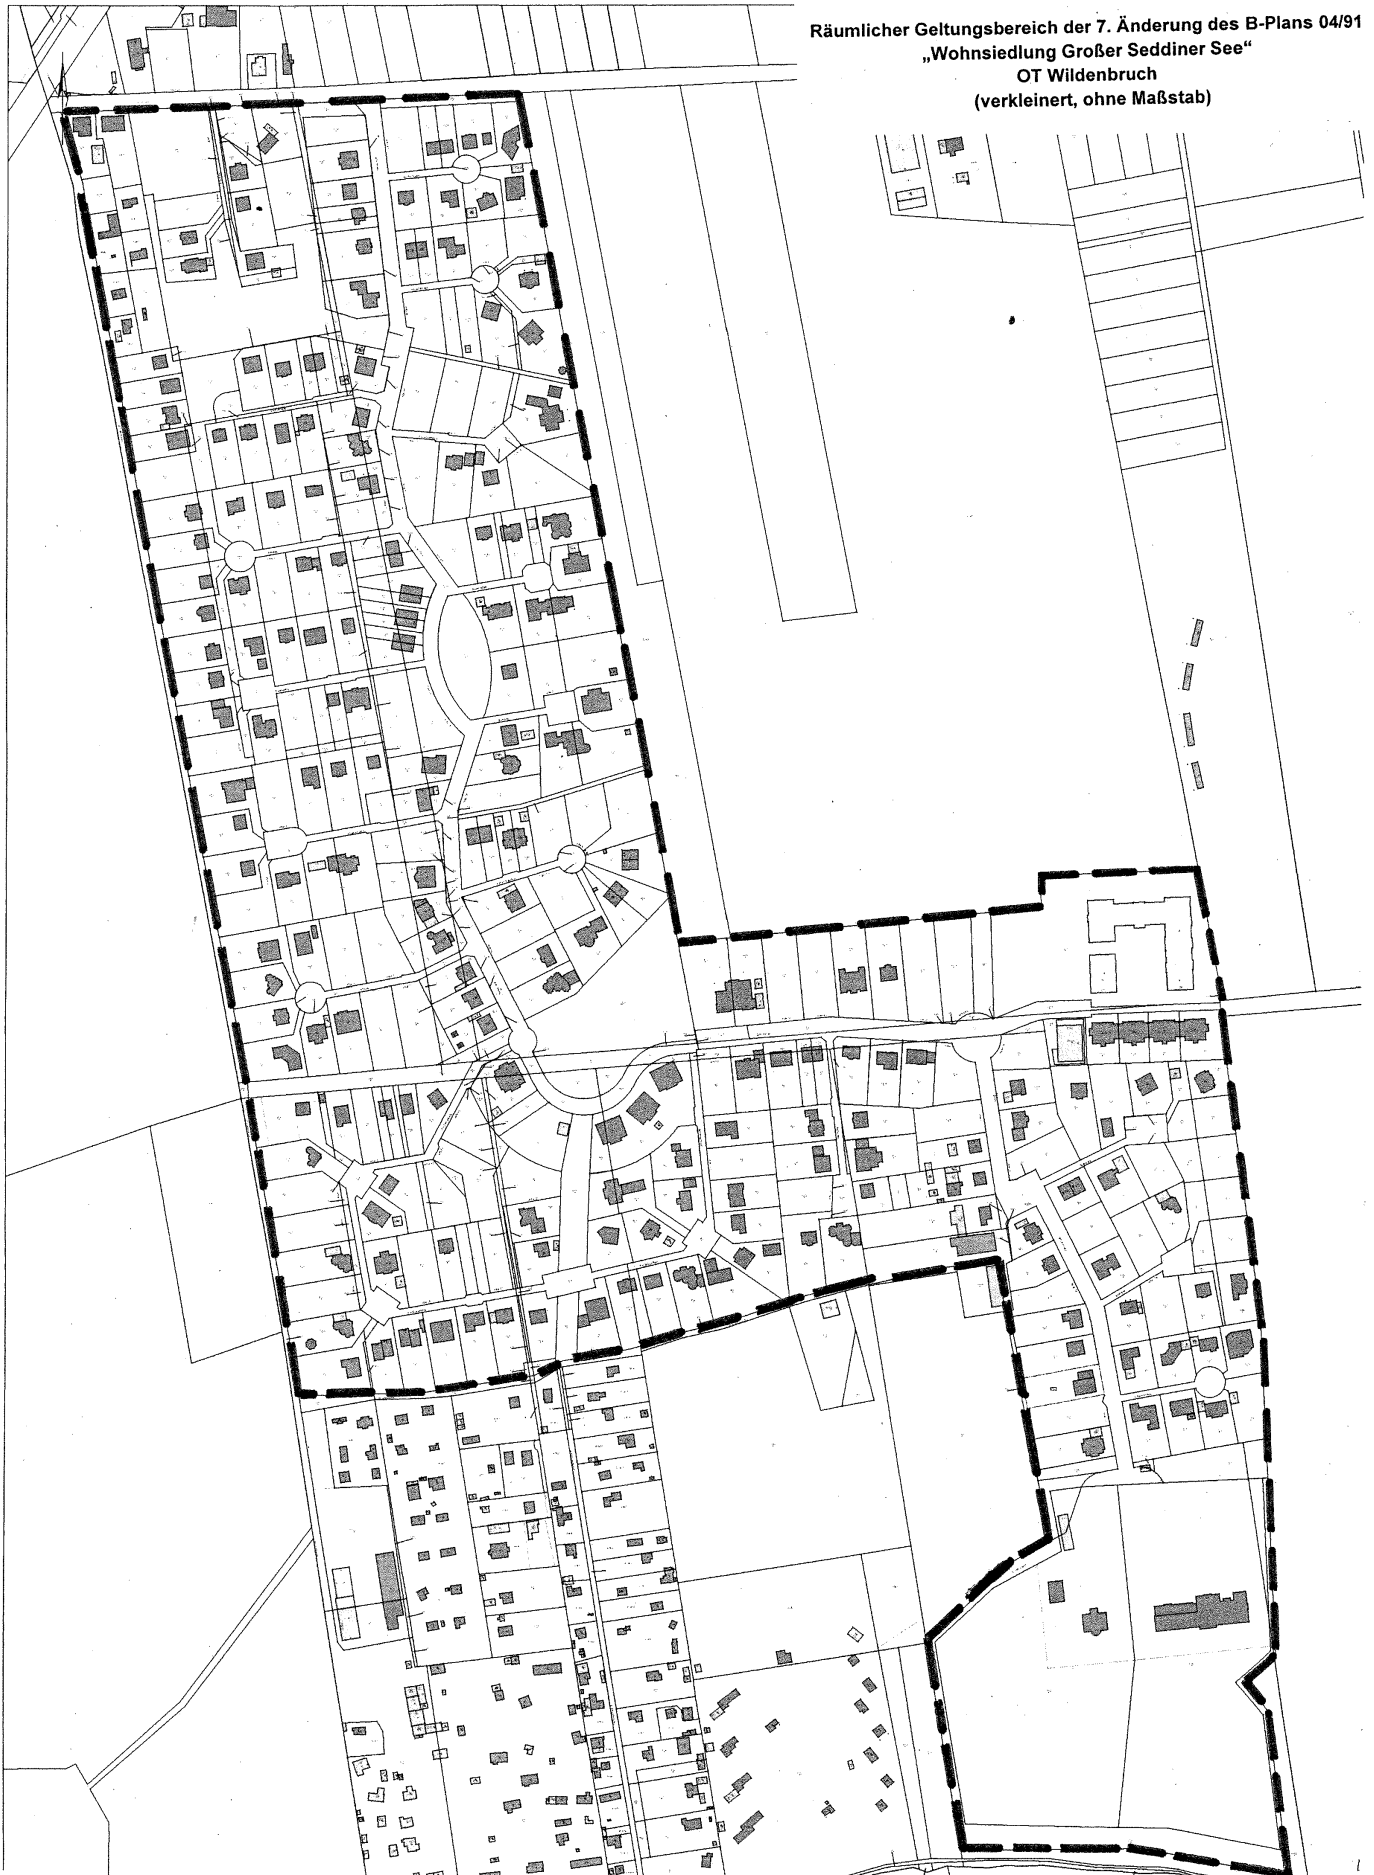 Räumlicher Geltungsbereich der 7. Änderung des B-Plans 04/91
„Wohnsiedlung Großer Seddiner See“
OT Wildenbruch
(verkleinert, ohne Maßstab)